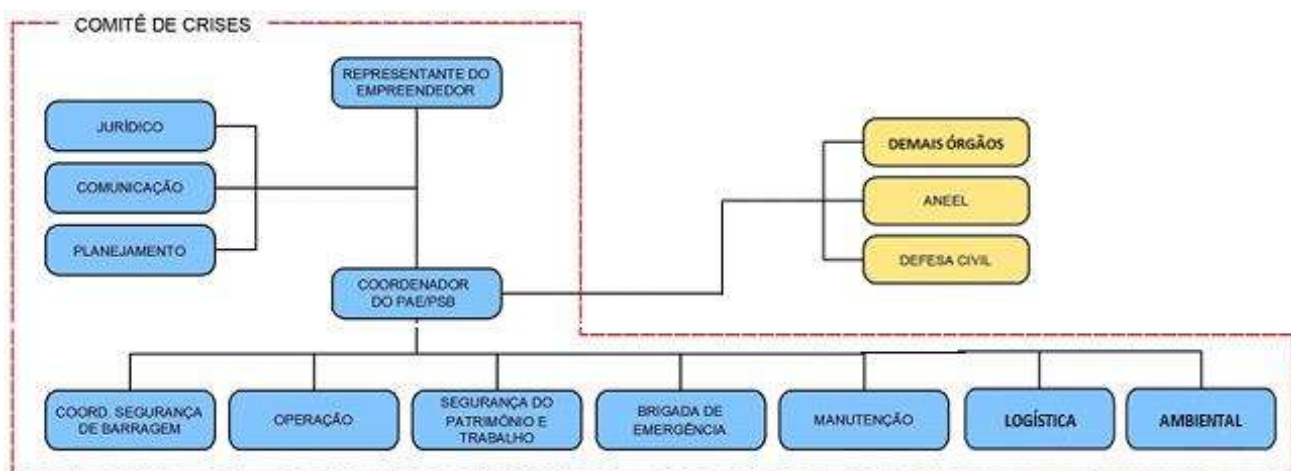 COMITÊ DE CRISES
REPRESENTANTE DO
EMPREENDEDOR
JURÍDICO
COMUNICAÇÃO
PLANEJAMENTO
DEMAIS ÓRGÃOS
ANEEL
DEFESA CIVIL
COORDENADOR
DO PAE/PSB
COORD. SEGURANÇA
DE BARRAGEM
OPERAÇÃO
SEGURANÇA DO
PATRIMÔNIO E
TRABALHO
BRIGADA DE
EMERGÊNCIA
MANUTENÇÃO
LOGÍSTICA
AMBIENTAL